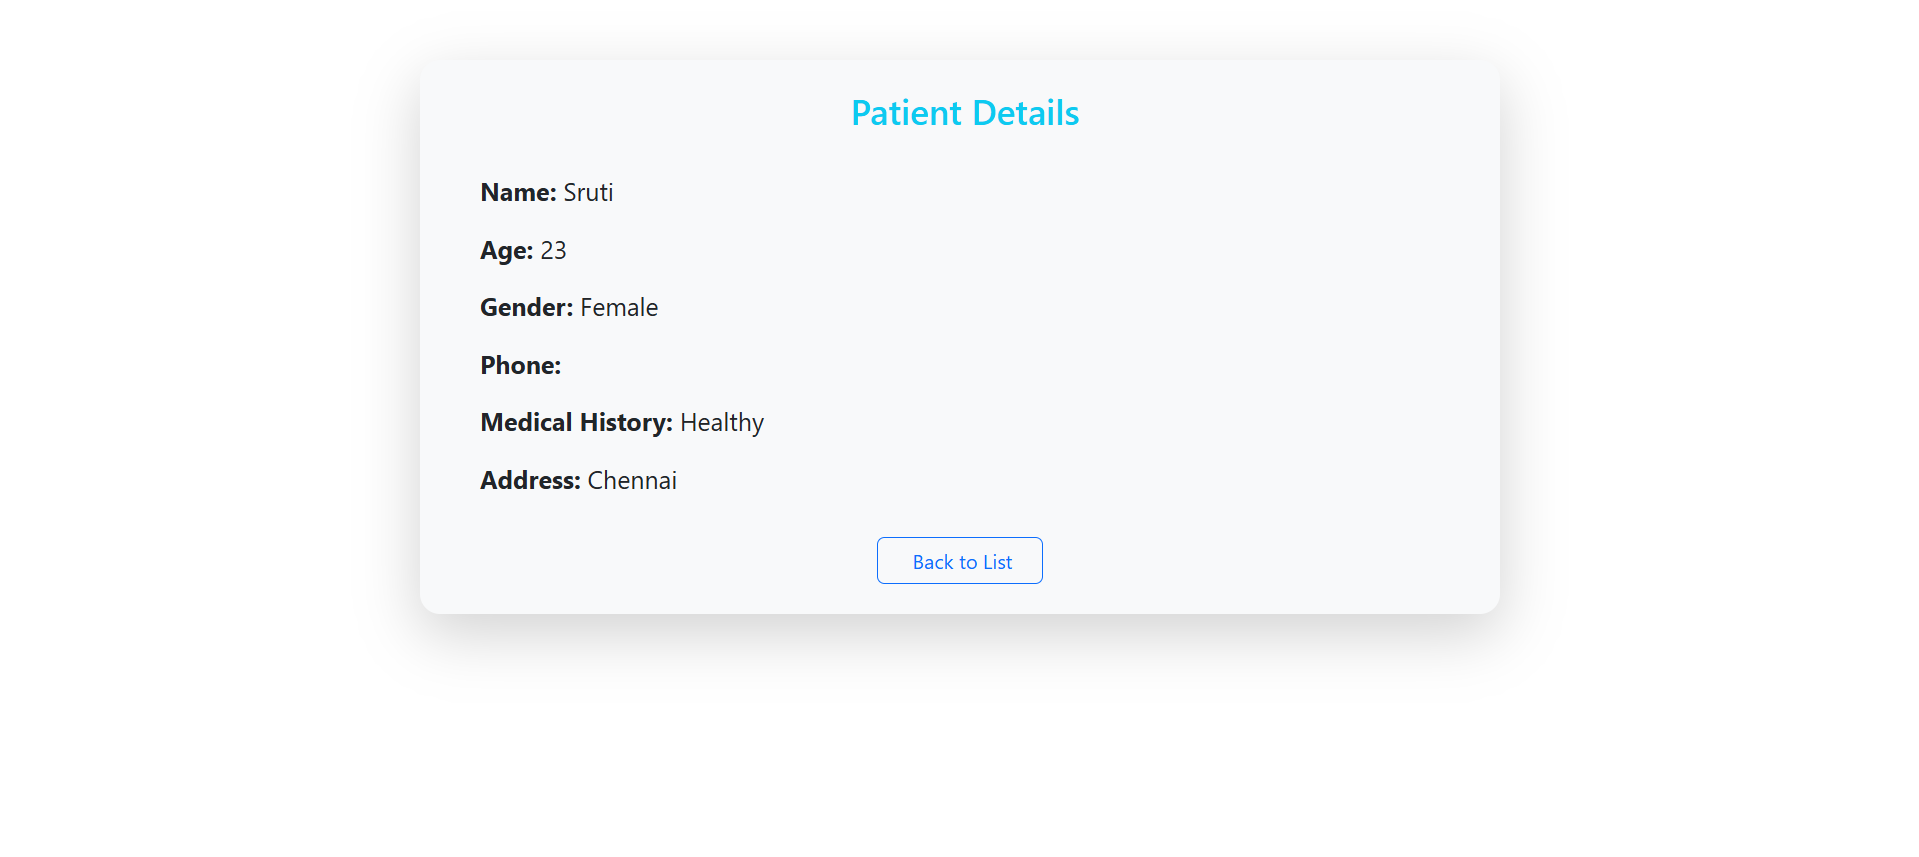 Patient Details
Name: Sruti
Age: 23
Gender: Female
Phone:
Medical History: Healthy
Address: Chennai
Back to List